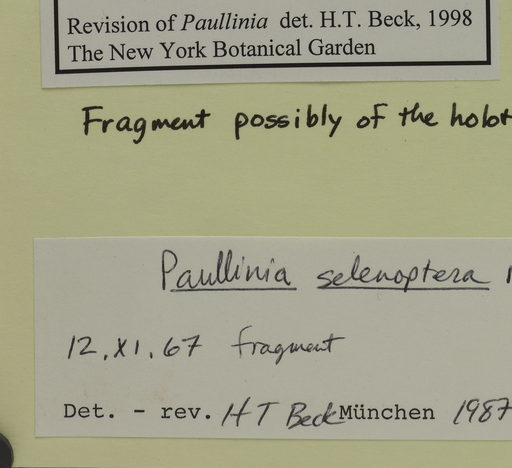 Revision of Paullinia det. H.T. Beck, 1998
The New York Botanical Garden
Fragment possibly of the holot
Paullinia selenoptera
12.XI.67 fragment
Det. - rev. H T Beck München 1987